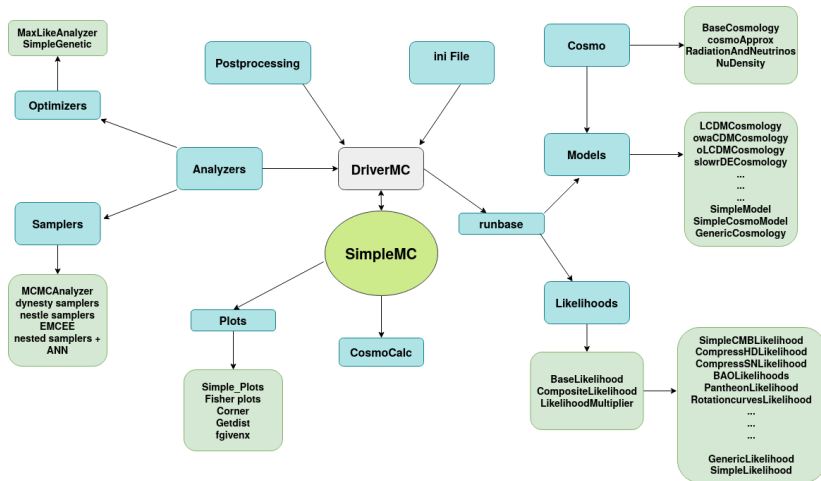 MaxLikeAnalyzer
SimpleGenetic
Optimizers
Postprocessing
ini File
Cosmo
BaseCosmology
cosmoApprox
RadiationAndNeutrinos
NuDensity
Analyzers
DriverMC
Models
LCDMCosmology
owaCDMCosmology
oLCDMCosmology
slowrDECosmology
...
...
...
SimpleModel
SimpleCosmoModel
GenericCosmology
Samplers
runbase
SimpleMC
MCMCAnalyzer
dynesty samplers
nestle samplers
EMCEE
nested samplers +
ANN
Plots
CosmoCalc
Likelihoods
Simple_Plots
Fisher plots
Corner
Getdist
fgivenx
BaseLikelihood
CompositeLikelihood
LikelihoodMultiplier
SimpleCMBLikelihood
CompressHDLikelihood
CompressSNLikelihood
BAOLikelihoods
PantheonLikelihood
RotationcurvesLikelihood
...
...
...
GenericLikelihood
SimpleLikelihood